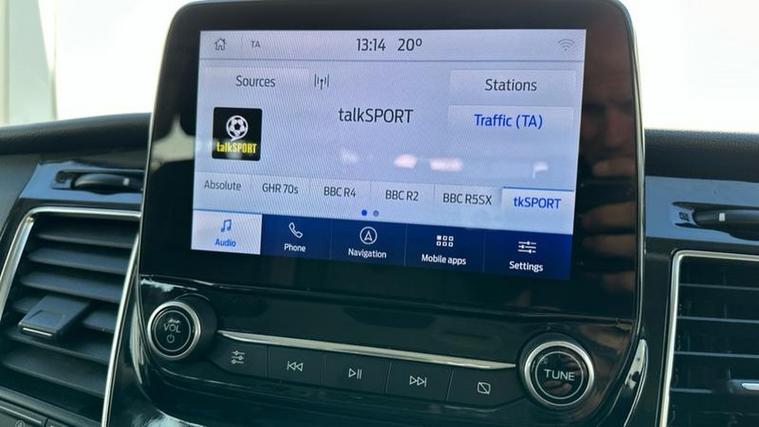 TA 13:14 20º
Sources Stations
talkSPORT
Traffic (TA)
talkSPORT
Absolute GHR 70s BBC R4 BBC R2 BBC R5SX tkSPORT
Audio Phone Navigation Mobile apps Settings
VOL
TUNE